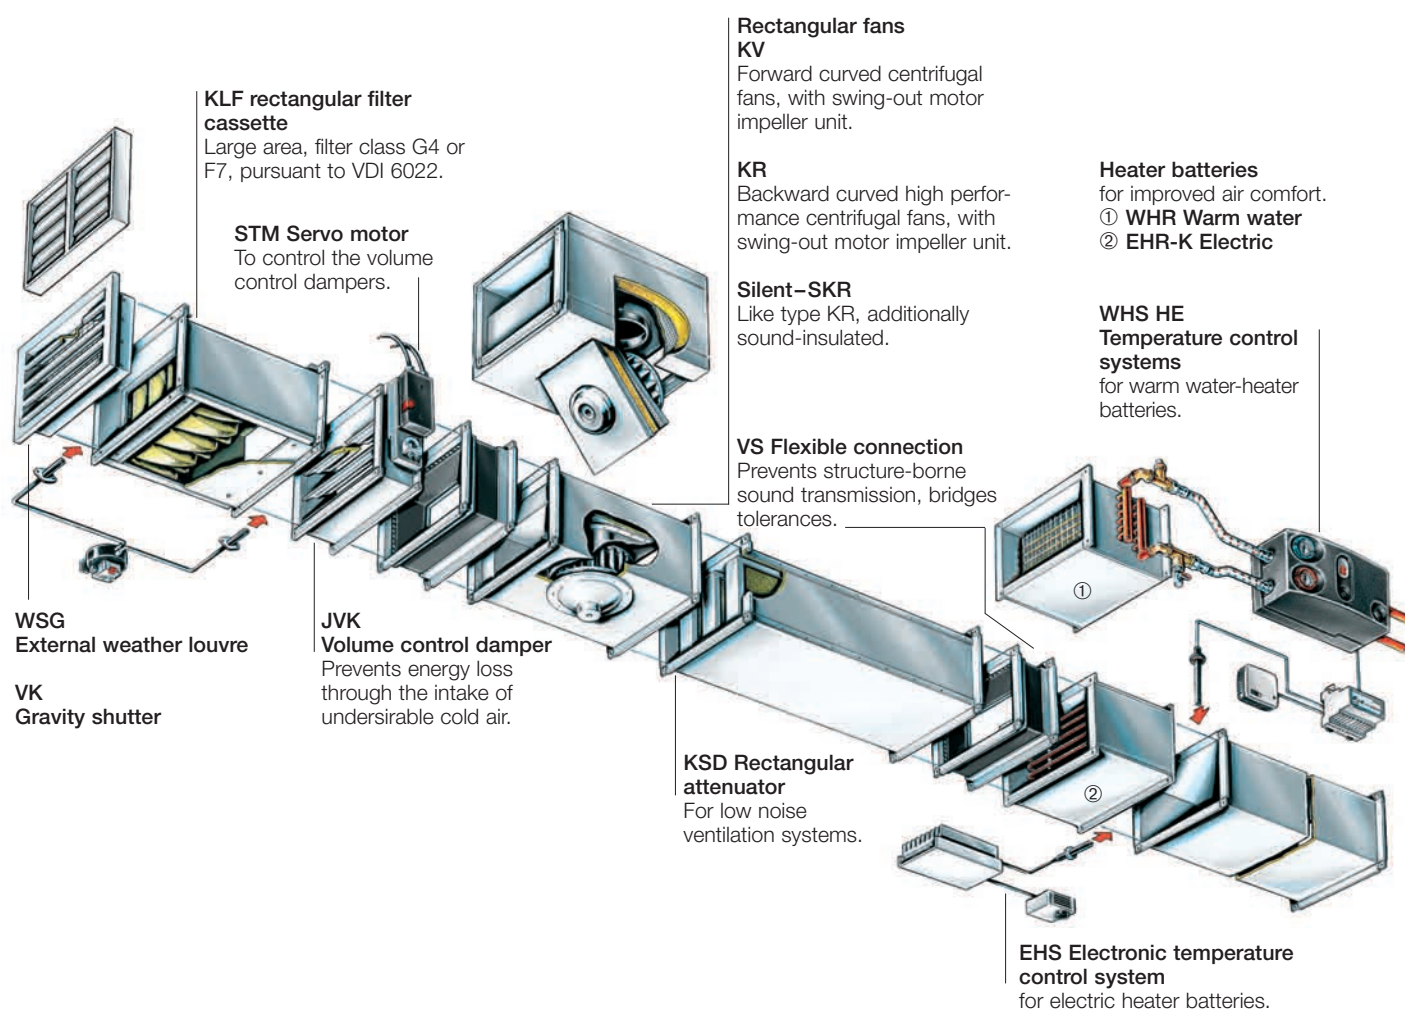 Rectangular fans
KV
Forward curved centrifugal
fans, with swing-out motor
impeller unit.
KLF rectangular filter
cassette
Large area, filter class G4 or
F7, pursuant to VDI 6022.
KR
Backward curved high perfor-
mance centrifugal fans, with
swing-out motor impeller unit.
Heater batteries
for improved air comfort.
① WHR Warm water
② EHR-K Electric
STM Servo motor
To control the volume
control dampers.
Silent–SKR
Like type KR, additionally
sound-insulated.
WHS HE
Temperature control
systems
for warm water-heater
batteries.
VS Flexible connection
Prevents structure-borne
sound transmission, bridges
tolerances.
①
WSG
External weather louvre
VK
Gravity shutter
JVK
Volume control damper
Prevents energy loss
through the intake of
undersirable cold air.
KSD Rectangular
attenuator
For low noise
ventilation systems.
②
EHS Electronic temperature
control system
for electric heater batteries.